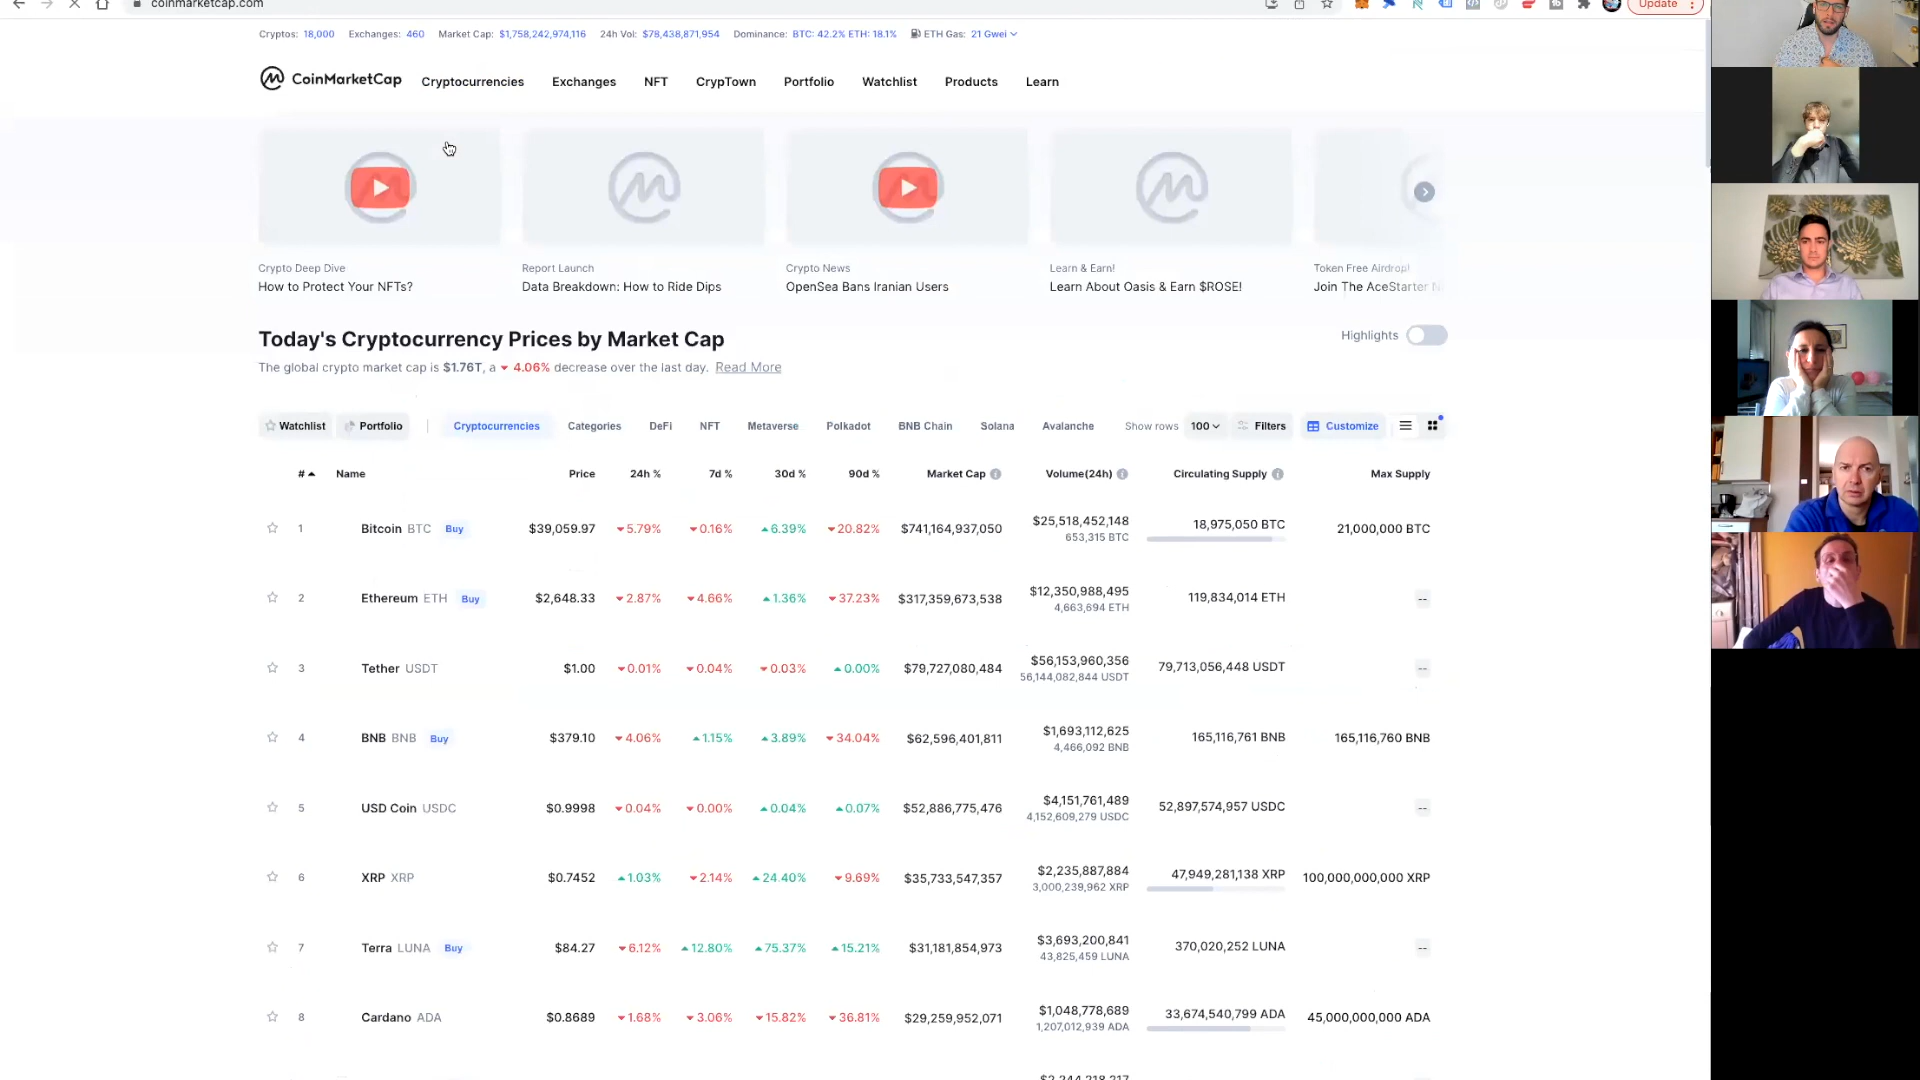 coinmarketcap.com
Update
Cryptos: 18,000 Exchanges: 460 Market Cap: $1,758,242,974,116 24h Vol: $78,438,871,954 Dominance: BTC: 42.2% ETH: 18.1% ETH Gas: 21 Gwei
CoinMarketCap Cryptocurrencies Exchanges NFT CrypTown Portfolio Watchlist Products Learn
Crypto Deep Dive
How to Protect Your NFTs?
Report Launch
Data Breakdown: How to Ride Dips
Crypto News
OpenSea Bans Iranian Users
Learn & Earn!
Learn About Oasis & Earn $ROSE!
Token Free Airdrop!
Join The AceStarter
Today's Cryptocurrency Prices by Market Cap
Highlights
The global crypto market cap is $1.76T, a 4.06% decrease over the last day. Read More
Watchlist Portfolio Cryptocurrencies Categories DeFi NFT Metaverse Polkadot BNB Chain Solana Avalanche Show rows 100 Filters Customize
# Name Price 24h % 7d % 30d % 90d % Market Cap Volume(24h) Circulating Supply Max Supply
1 Bitcoin BTC Buy $39,059.97 5.79% 0.16% 6.39% 20.82% $741,164,937,050 $25,518,452,148 18,975,050 BTC 21,000,000 BTC
653,315 BTC
2 Ethereum ETH Buy $2,648.33 2.87% 4.66% 1.36% 37.23% $317,359,673,538 $12,350,988,495 119,834,014 ETH --
4,663,694 ETH
3 Tether USDT $1.00 0.01% 0.04% 0.03% 0.00% $79,727,080,484 $56,153,960,356 79,713,056,448 USDT --
56,144,082,844 USDT
4 BNB BNB Buy $379.10 4.06% 1.15% 3.89% 34.04% $62,596,401,811 $1,693,112,625 165,116,761 BNB 165,116,760 BNB
4,466,092 BNB
5 USD Coin USDC $0.9998 0.04% 0.00% 0.04% 0.07% $52,886,775,476 $4,151,761,489 52,897,574,957 USDC --
4,152,609,279 USDC
6 XRP XRP $0.7452 1.03% 2.14% 24.40% 9.69% $35,733,547,357 $2,235,887,884 47,949,281,138 XRP 100,000,000,000 XRP
3,000,239,962 XRP
7 Terra LUNA Buy $84.27 6.12% 12.80% 75.37% 15.21% $31,181,854,973 $3,693,200,841 370,020,252 LUNA --
43,825,459 LUNA
8 Cardano ADA $0.8689 1.68% 3.06% 15.82% 36.81% $29,259,952,071 $1,048,778,689 33,674,540,799 ADA 45,000,000,000 ADA
1,207,012,939 ADA